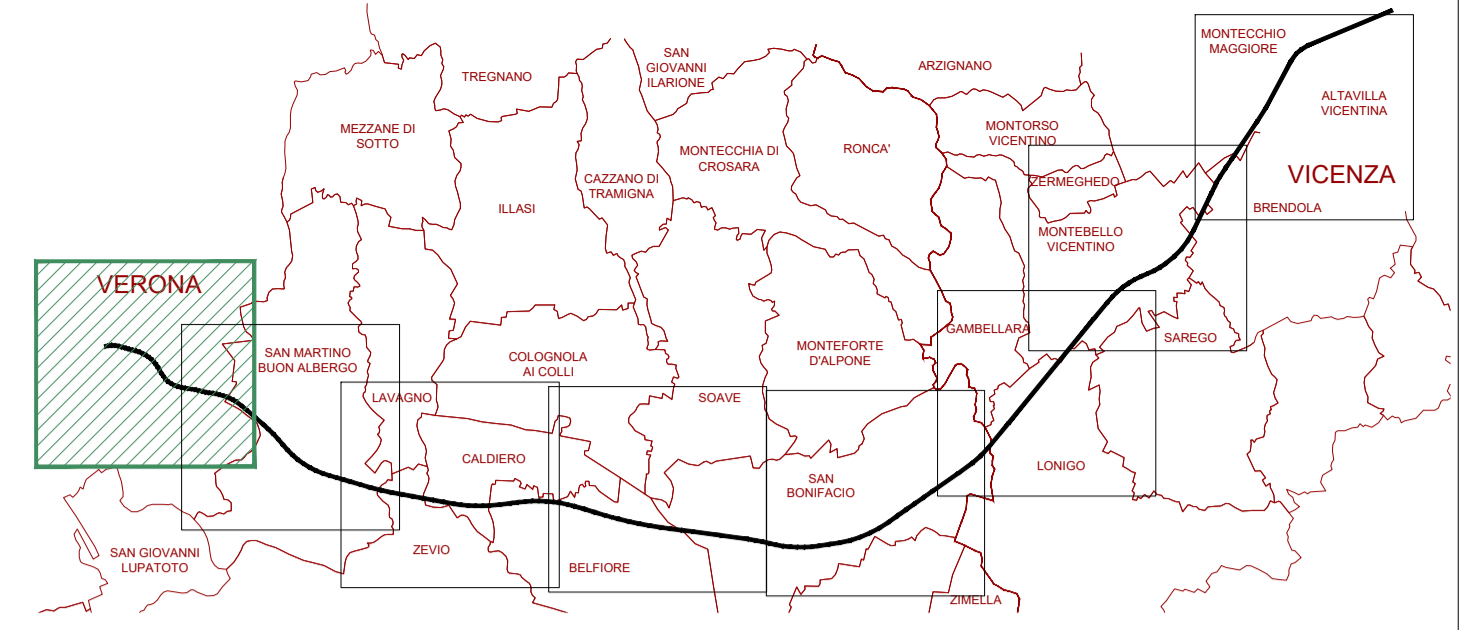 MONTECCHIO
MAGGIORE
SAN
GIOVANNI
ILARIONE
ARZIGNANO
TREGNANO
ALTAVILLA
VICENTINA
MEZZANE DI
SOTTO
MONTORSO
VICENTINO
MONTECCHIA DI
CROSARA
RONCA'
VICENZA
CAZZANO DI
TRAMIGNA
ZERMEGHEDO
ILLASI
BRENDOLA
MONTEBELLO
VICENTINO
VERONA
GAMBELLARA
SAREGO
SAN MARTINO
BUON ALBERGO
COLOGNOLA
AI COLLI
MONTEFORTE
D'ALPONE
LAVAGNO
SOAVE
CALDIERO
LONIGO
SAN
BONIFACIO
SAN GIOVANNI
LUPATOTO
ZEVIO
BELFIORE
ZIMELLA